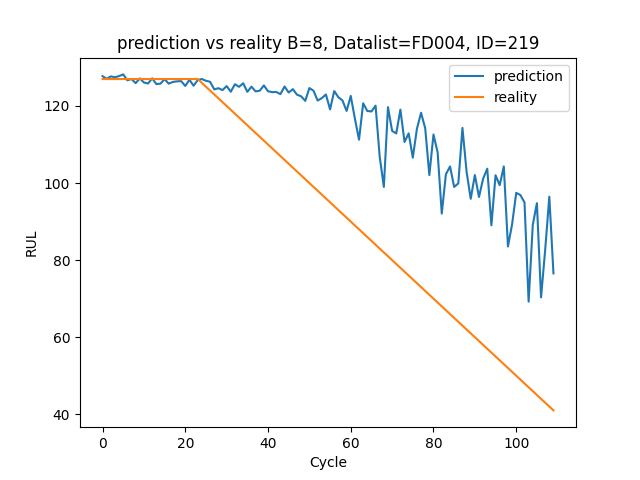 prediction vs reality B=8, Datalist=FD004, ID=219
prediction
reality
120
100
80
60
40
RUL
0 20 40 60 80 100
Cycle